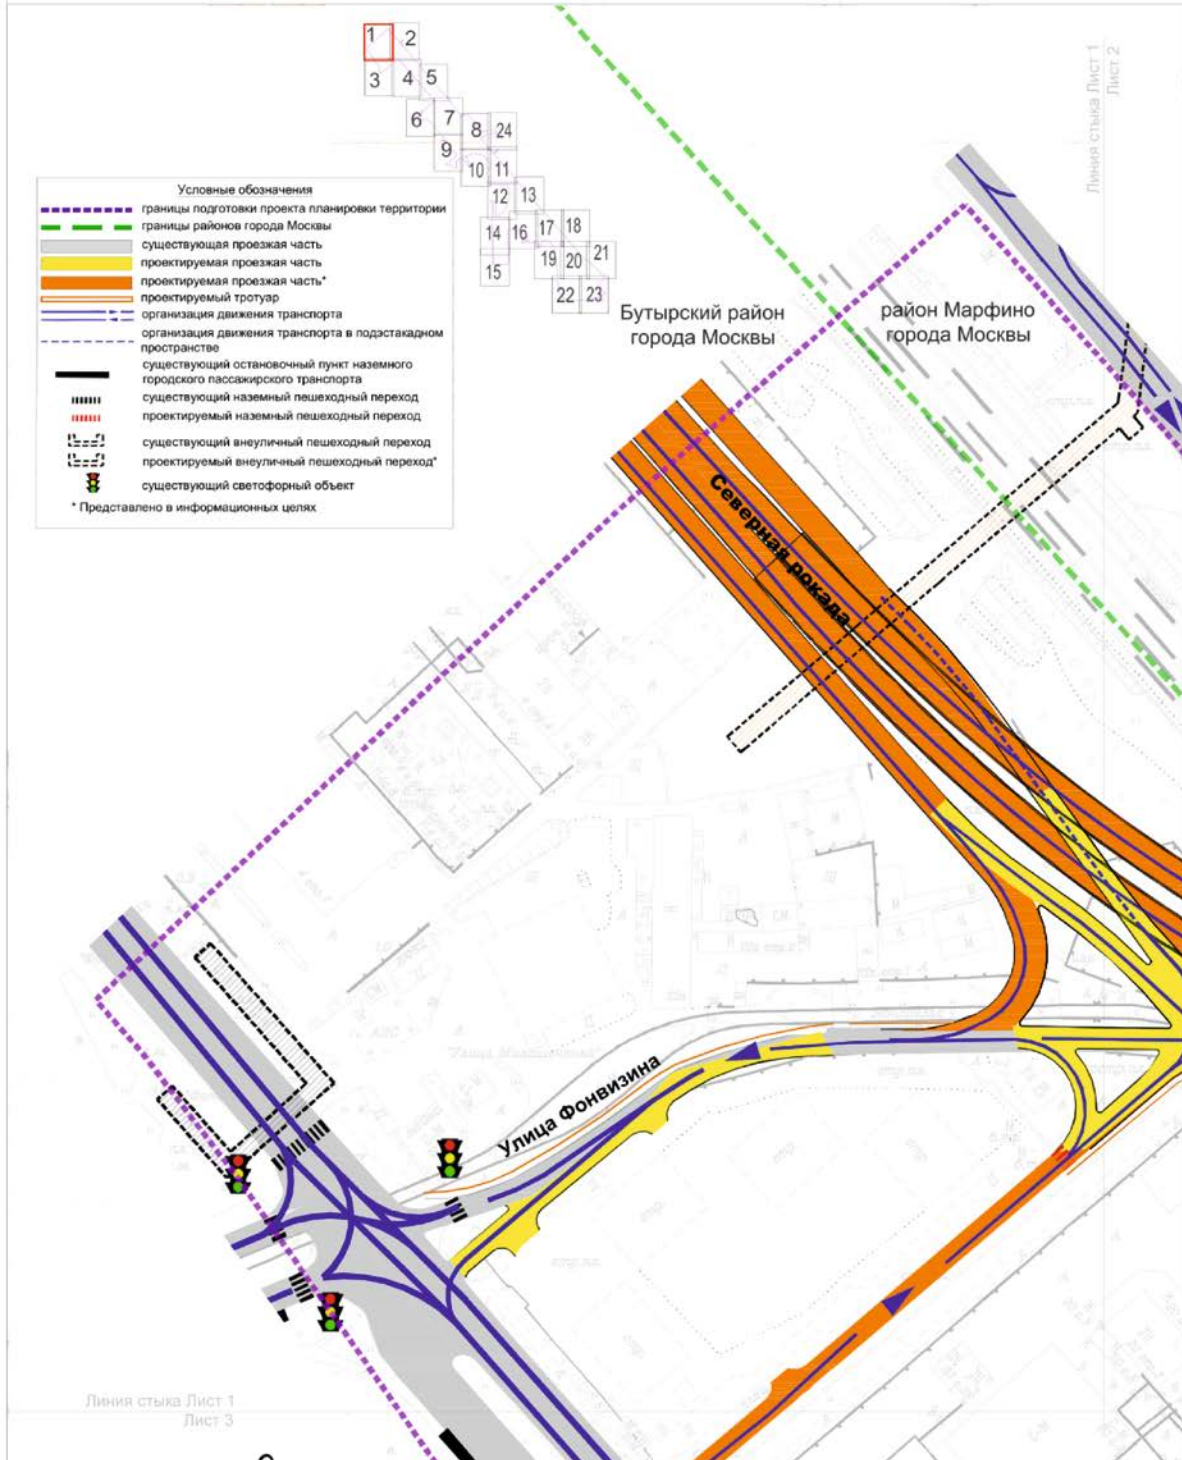 1
2
3
4
5
6
7
8
24
9
10
11
12
13
14
16
17
18
15
19
20
21
22
23
Линия стыка Лист 1
Лист 2
Условные обозначения
границы подготовки проекта планировки территории
границы районов города Москвы
существующая проезжая часть
проектируемая проезжая часть
проектируемая проезжая часть*
проектируемый тротуар
организация движения транспорта
организация движения транспорта в подэстакадном
пространстве
существующий остановочный пункт наземного
городского пассажирского транспорта
существующий наземный пешеходный переход
проектируемый наземный пешеходный переход
существующий внеуличный пешеходный переход
проектируемый внеуличный пешеходный переход*
существующий светофорный объект
* Представлено в информационных целях
Бутырский район
города Москвы
район Марфино
города Москвы
Северная рокада
Улица Фонвизина
Линия стыка Лист 1
Лист 3